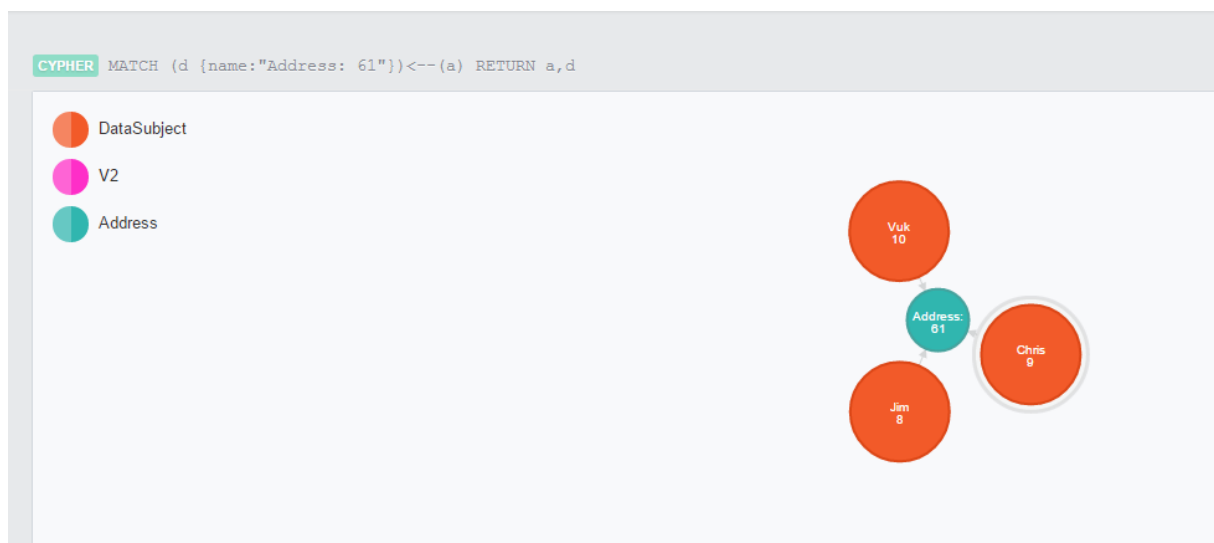 CYPHER MATCH (d {name:"Address: 61"})<--(a) RETURN a,d
DataSubject
V2
Address
Vuk
10
Address:
61
Chris
9
Jim
8